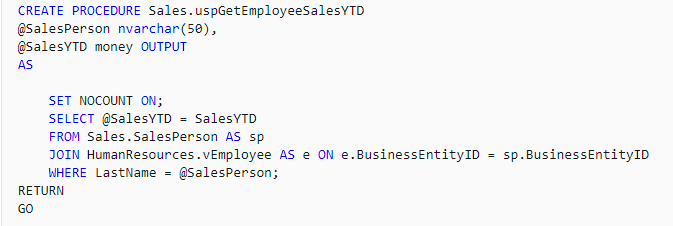 CREATE PROCEDURE Sales.uspGetEmployeeSalesYTD
@SalesPerson nvarchar(50),
@SalesYTD money OUTPUT
AS
SET NOCOUNT ON;
SELECT @SalesYTD = SalesYTD
FROM Sales.SalesPerson AS sp
JOIN HumanResources.vEmployee AS e ON e.BusinessEntityID = sp.BusinessEntityID
WHERE LastName = @SalesPerson;
RETURN
GO